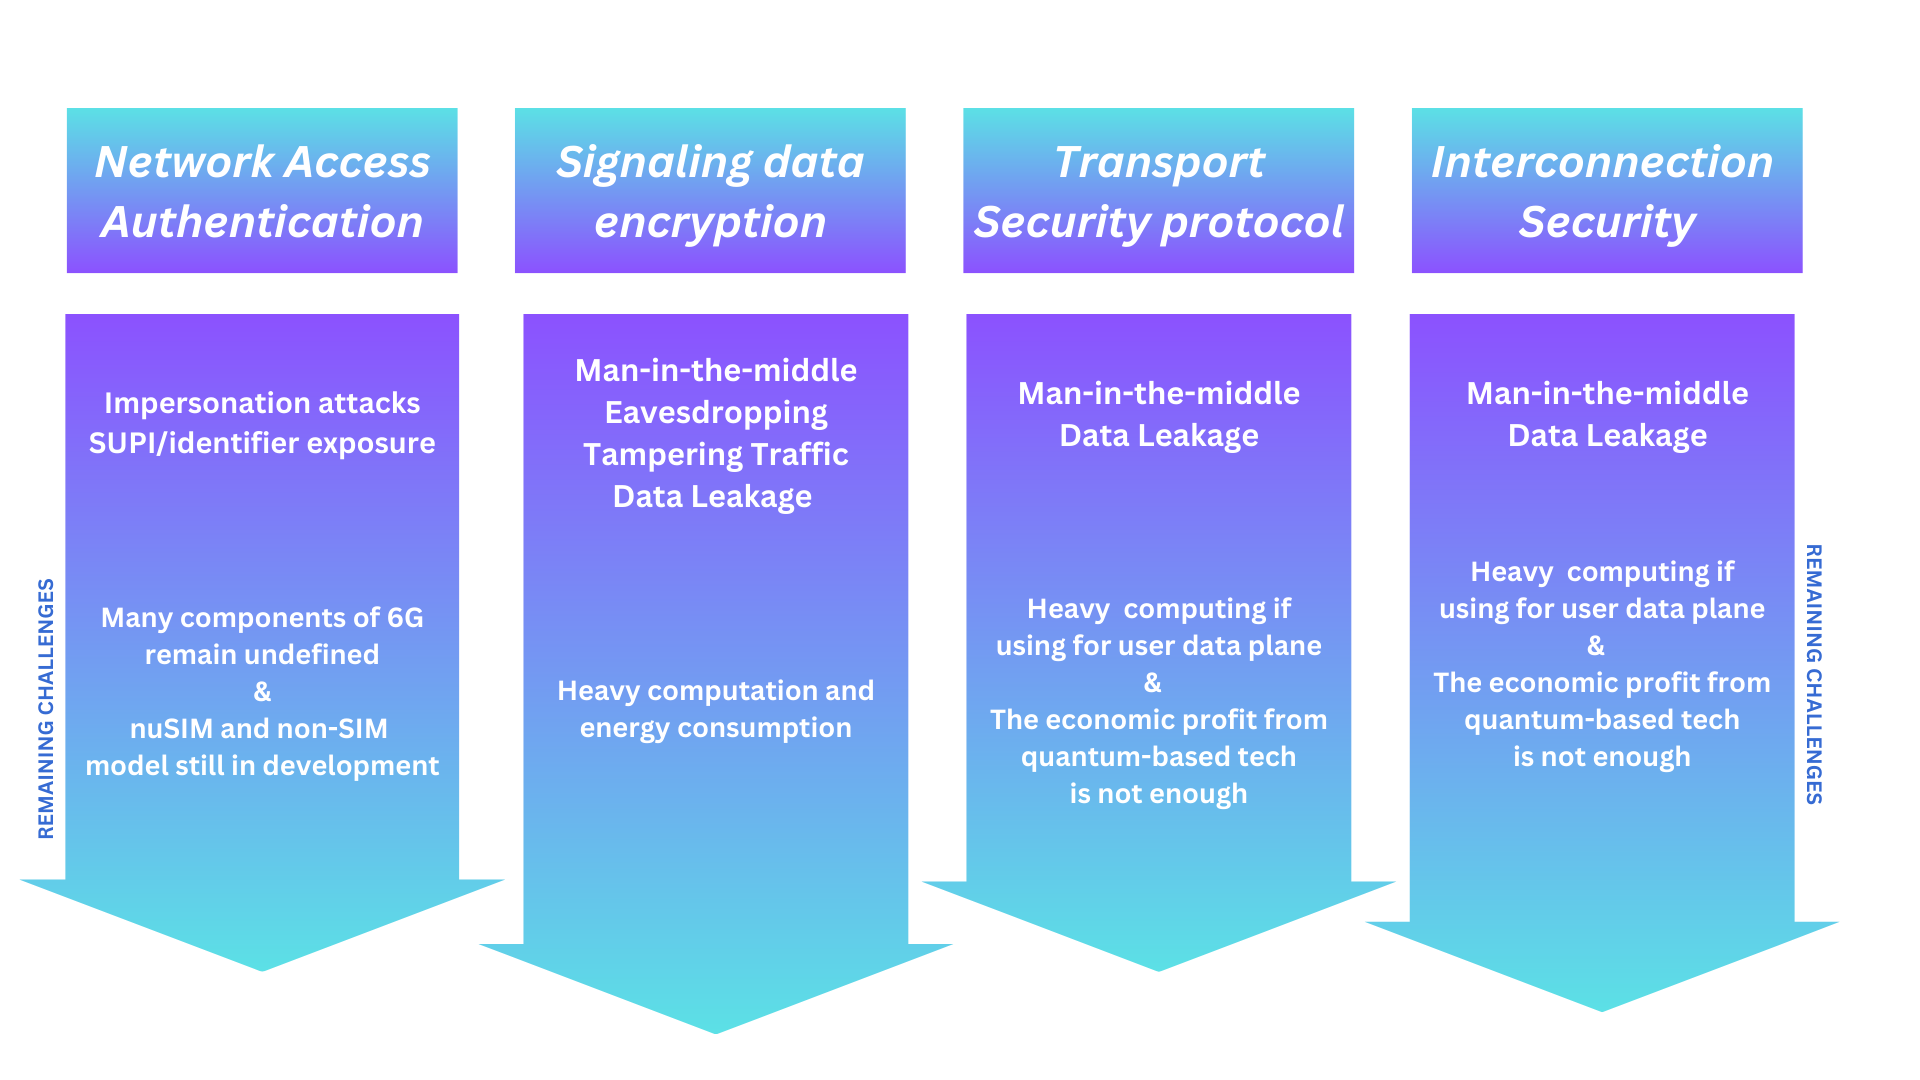 Network Access
Authentication
Signaling data
encryption
Transport
Security protocol
Interconnection
Security
Impersonation attacks
SUPI/identifier exposure
Many components of 6G
remain undefined
&
nuSIM and non-SIM
model still in development
Man-in-the-middle
Eavesdropping
Tampering Traffic
Data Leakage
Heavy computation and
energy consumption
Man-in-the-middle
Data Leakage
Heavy computing if
using for user data plane
&
The economic profit from
quantum-based tech
is not enough
Man-in-the-middle
Data Leakage
Heavy computing if
using for user data plane
&
The economic profit from
quantum-based tech
is not enough
REMAINING CHALLENGES
REMAINING CHALLENGES